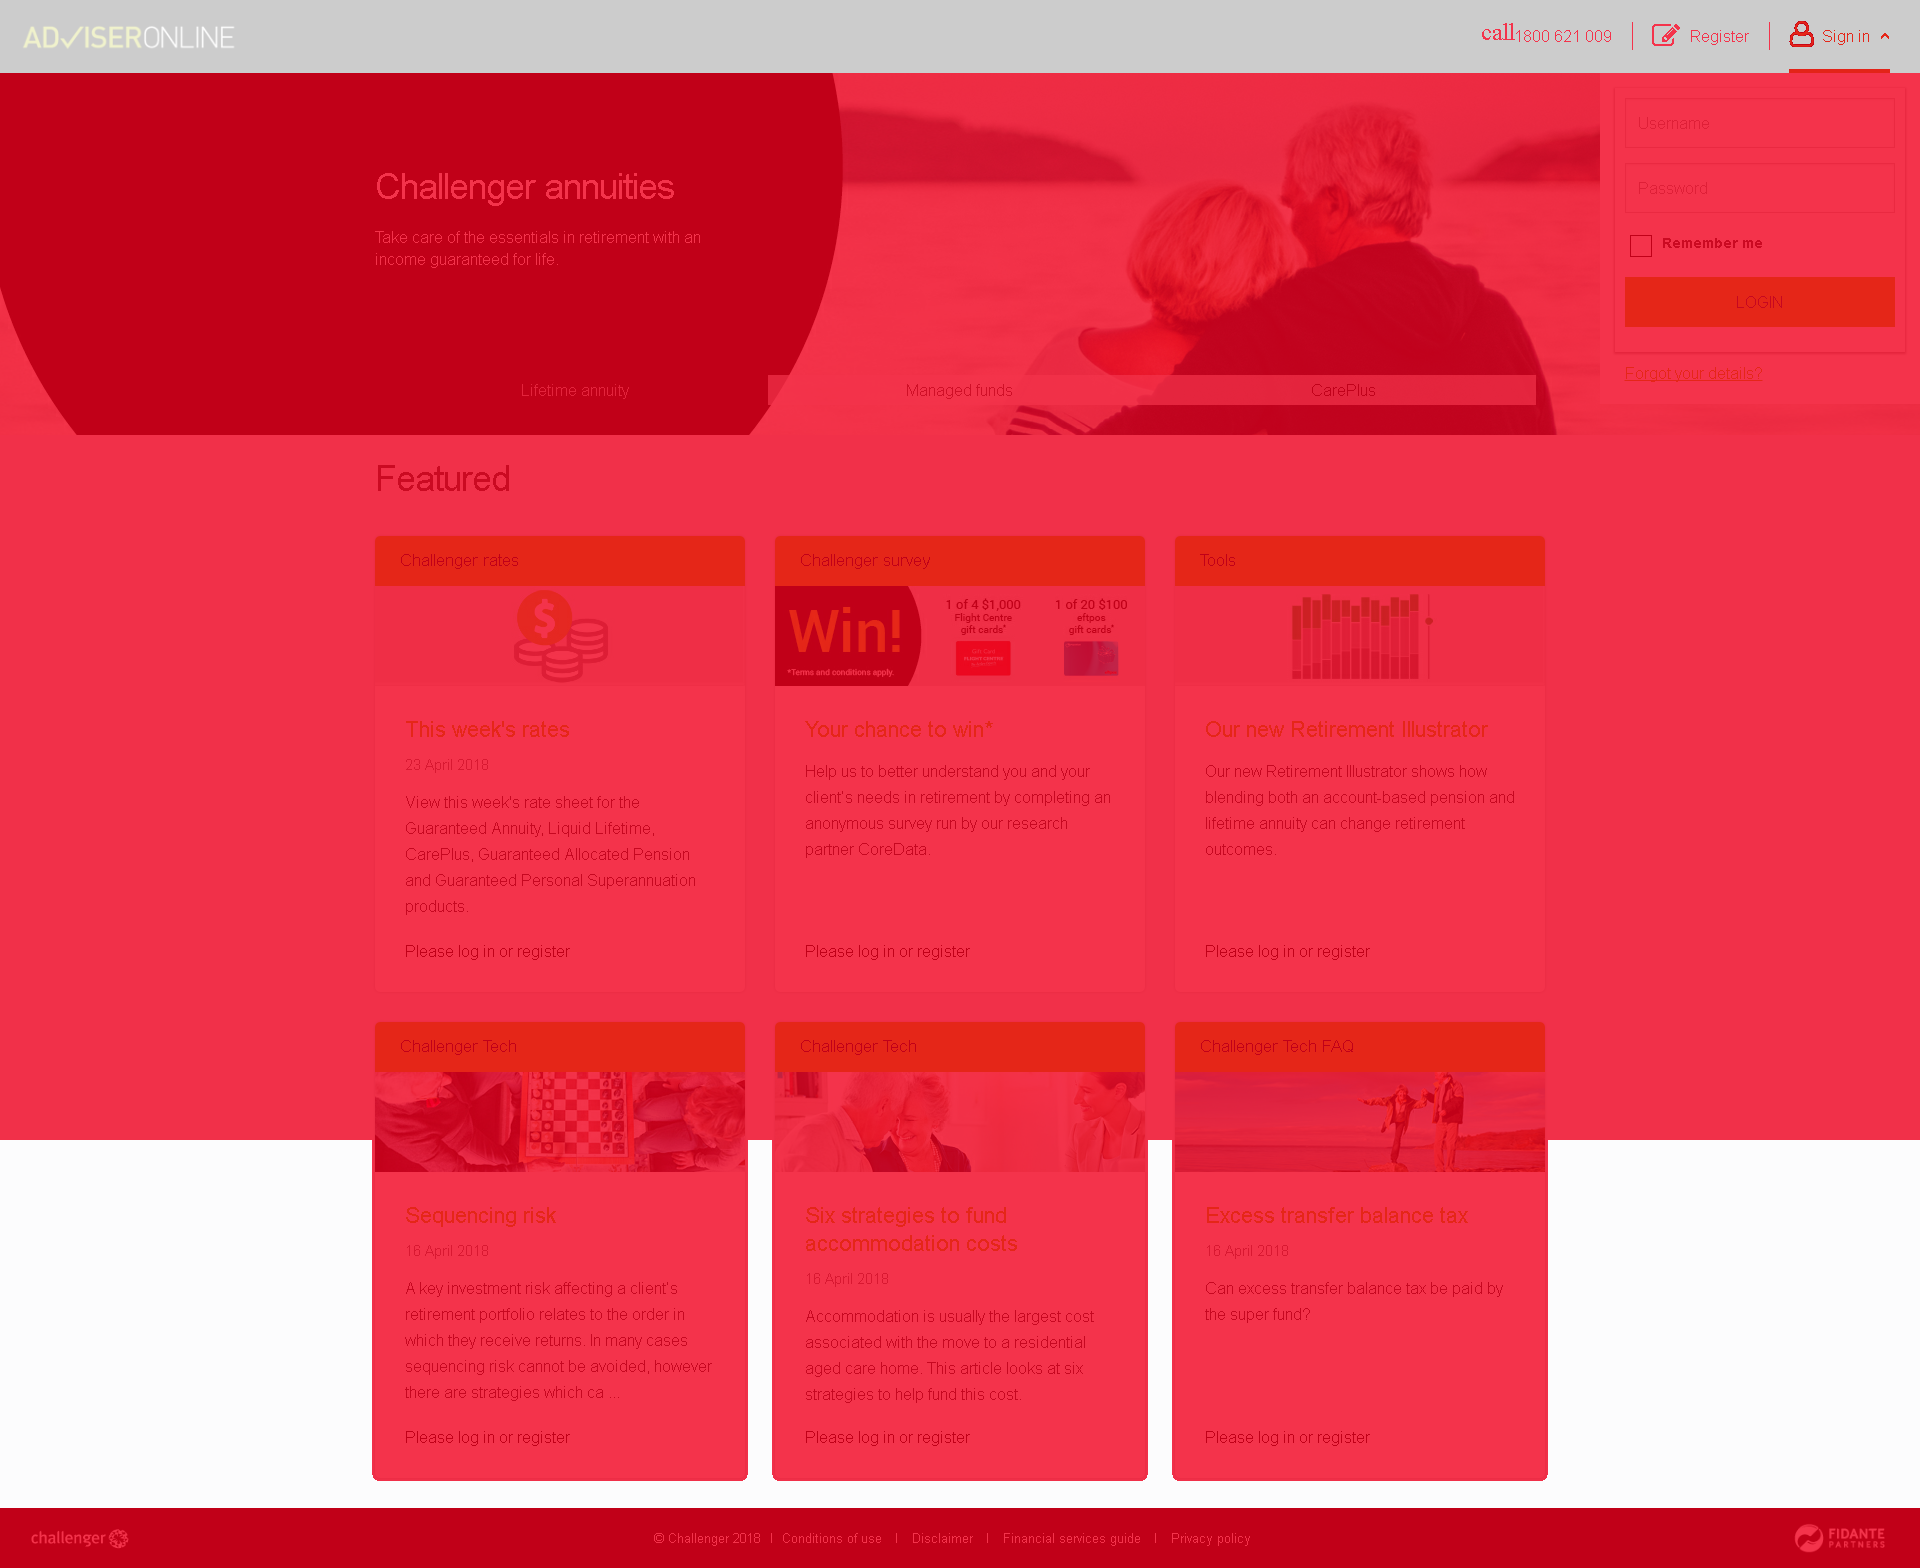 ADVISERONLINE
call 1800 621 009
Register
Sign in
Username
Password
Remember me
LOGIN
Forgot your details?
Challenger annuities
Take care of the essentials in retirement with an
income guaranteed for life.
Lifetime annuity
Managed funds
CarePlus
Featured
Challenger rates
This week's rates
23 April 2018
View this week's rate sheet for the
Guaranteed Annuity, Liquid Lifetime,
CarePlus, Guaranteed Allocated Pension
and Guaranteed Personal Superannuation
products.
Please log in or register
Challenger survey
Win!
*Terms and conditions apply.
1 of 4 $1,000
Flight Centre
gift cards*
1 of 20 $100
eftpos
gift cards*
Your chance to win*
Help us to better understand you and your
client's needs in retirement by completing an
anonymous survey run by our research
partner CoreData.
Please log in or register
Tools
Our new Retirement Illustrator
Our new Retirement Illustrator shows how
blending both an account-based pension and
lifetime annuity can change retirement
outcomes.
Please log in or register
Challenger Tech
Sequencing risk
16 April 2018
A key investment risk affecting a client's
retirement portfolio relates to the order in
which they receive returns. In many cases
sequencing risk cannot be avoided, however
there are strategies which ca ...
Please log in or register
Challenger Tech
Six strategies to fund
accommodation costs
16 April 2018
Accommodation is usually the largest cost
associated with the move to a residential
aged care home. This article looks at six
strategies to help fund this cost.
Please log in or register
Challenger Tech FAQ
Excess transfer balance tax
16 April 2018
Can excess transfer balance tax be paid by
the super fund?
Please log in or register
challenger
© Challenger 2018 | Conditions of use | Disclaimer | Financial services guide | Privacy policy
FIDANTE
PARTNERS